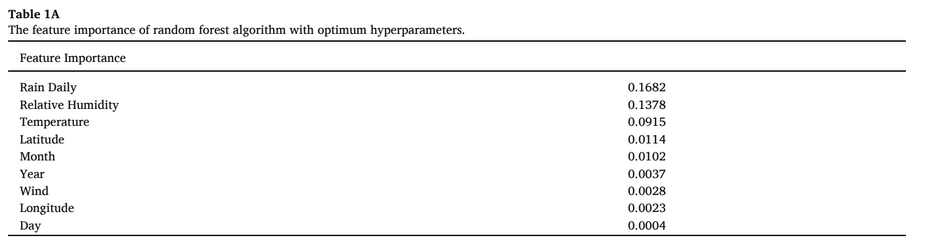 Table 1A
The feature importance of random forest algorithm with optimum hyperparameters.
Feature Importance
Rain Daily 0.1682
Relative Humidity 0.1378
Temperature 0.0915
Latitude 0.0114
Month 0.0102
Year 0.0037
Wind 0.0028
Longitude 0.0023
Day 0.0004